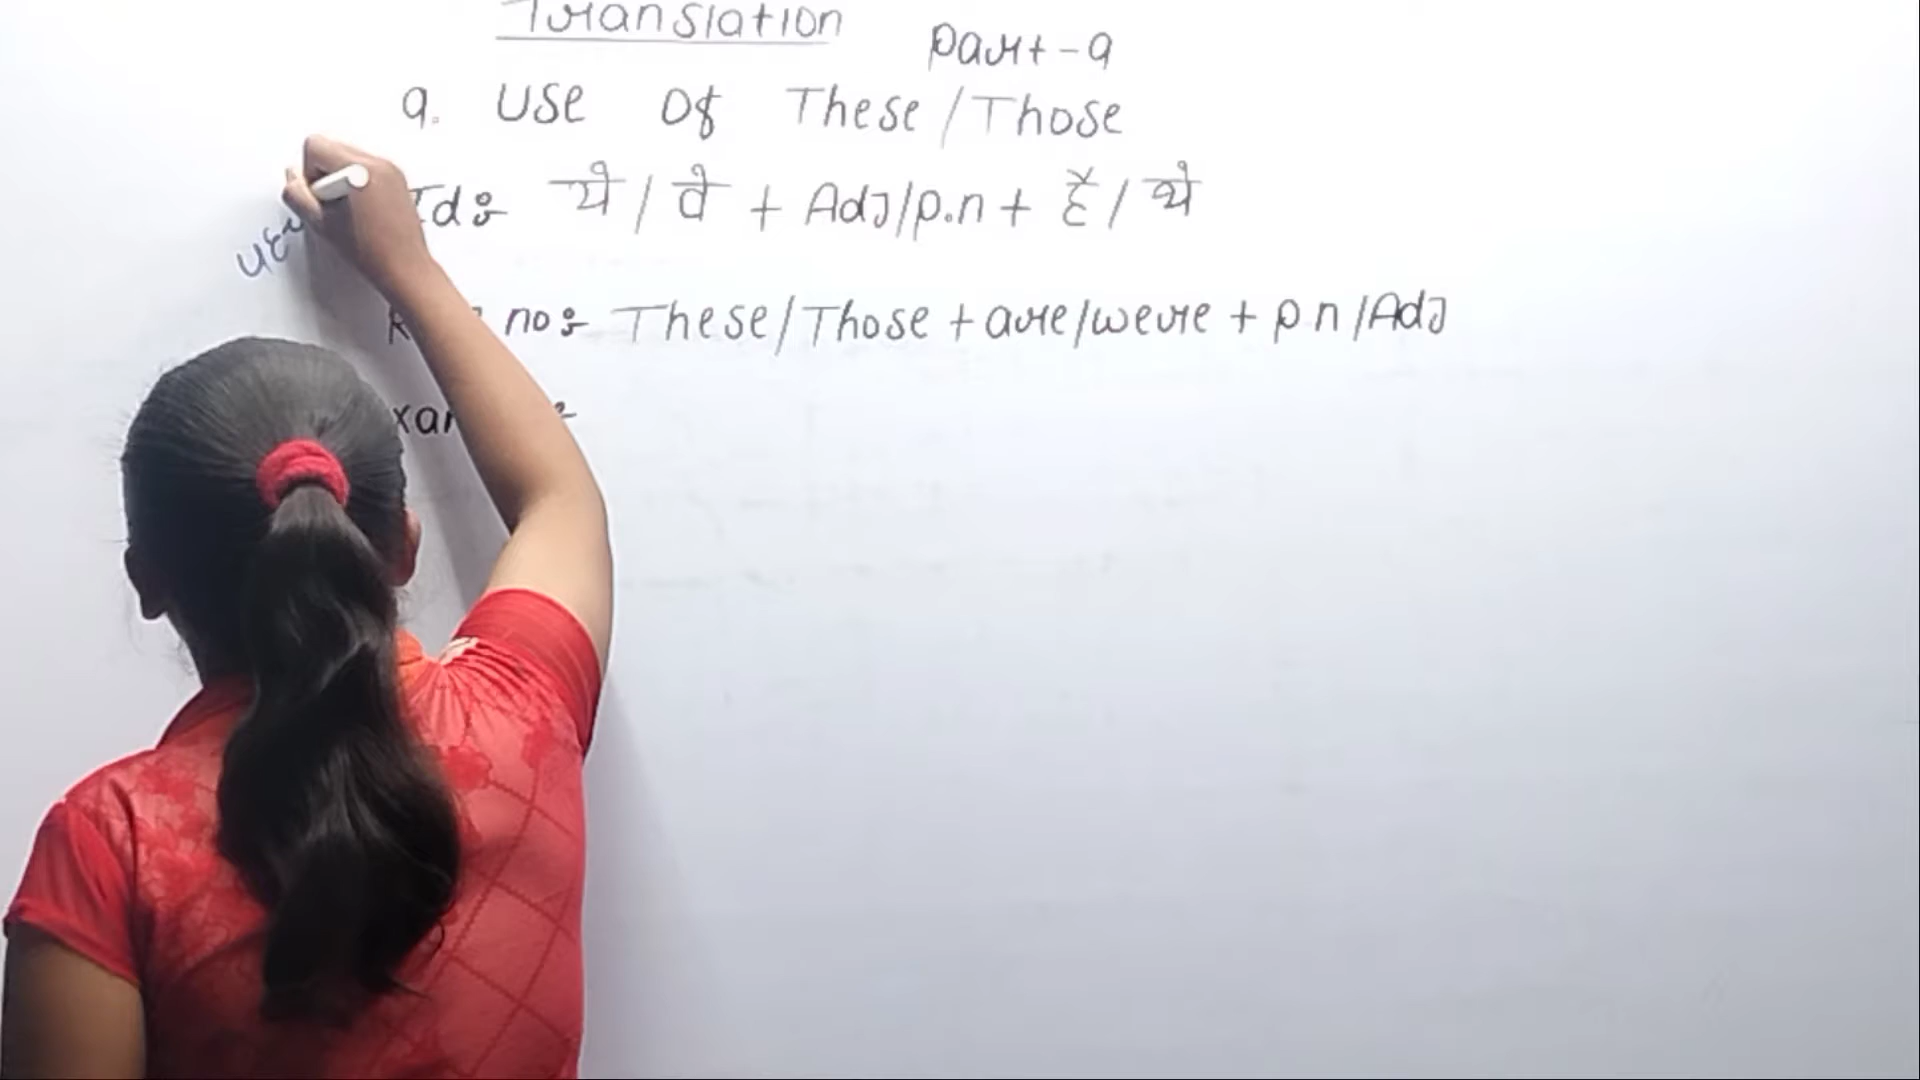 Translation
Part-9
9. Use Of These/Those
Id:- ये/वे + Adj/p.n + हैं/थे
no:- These/Those + are/were + p.n/Adj